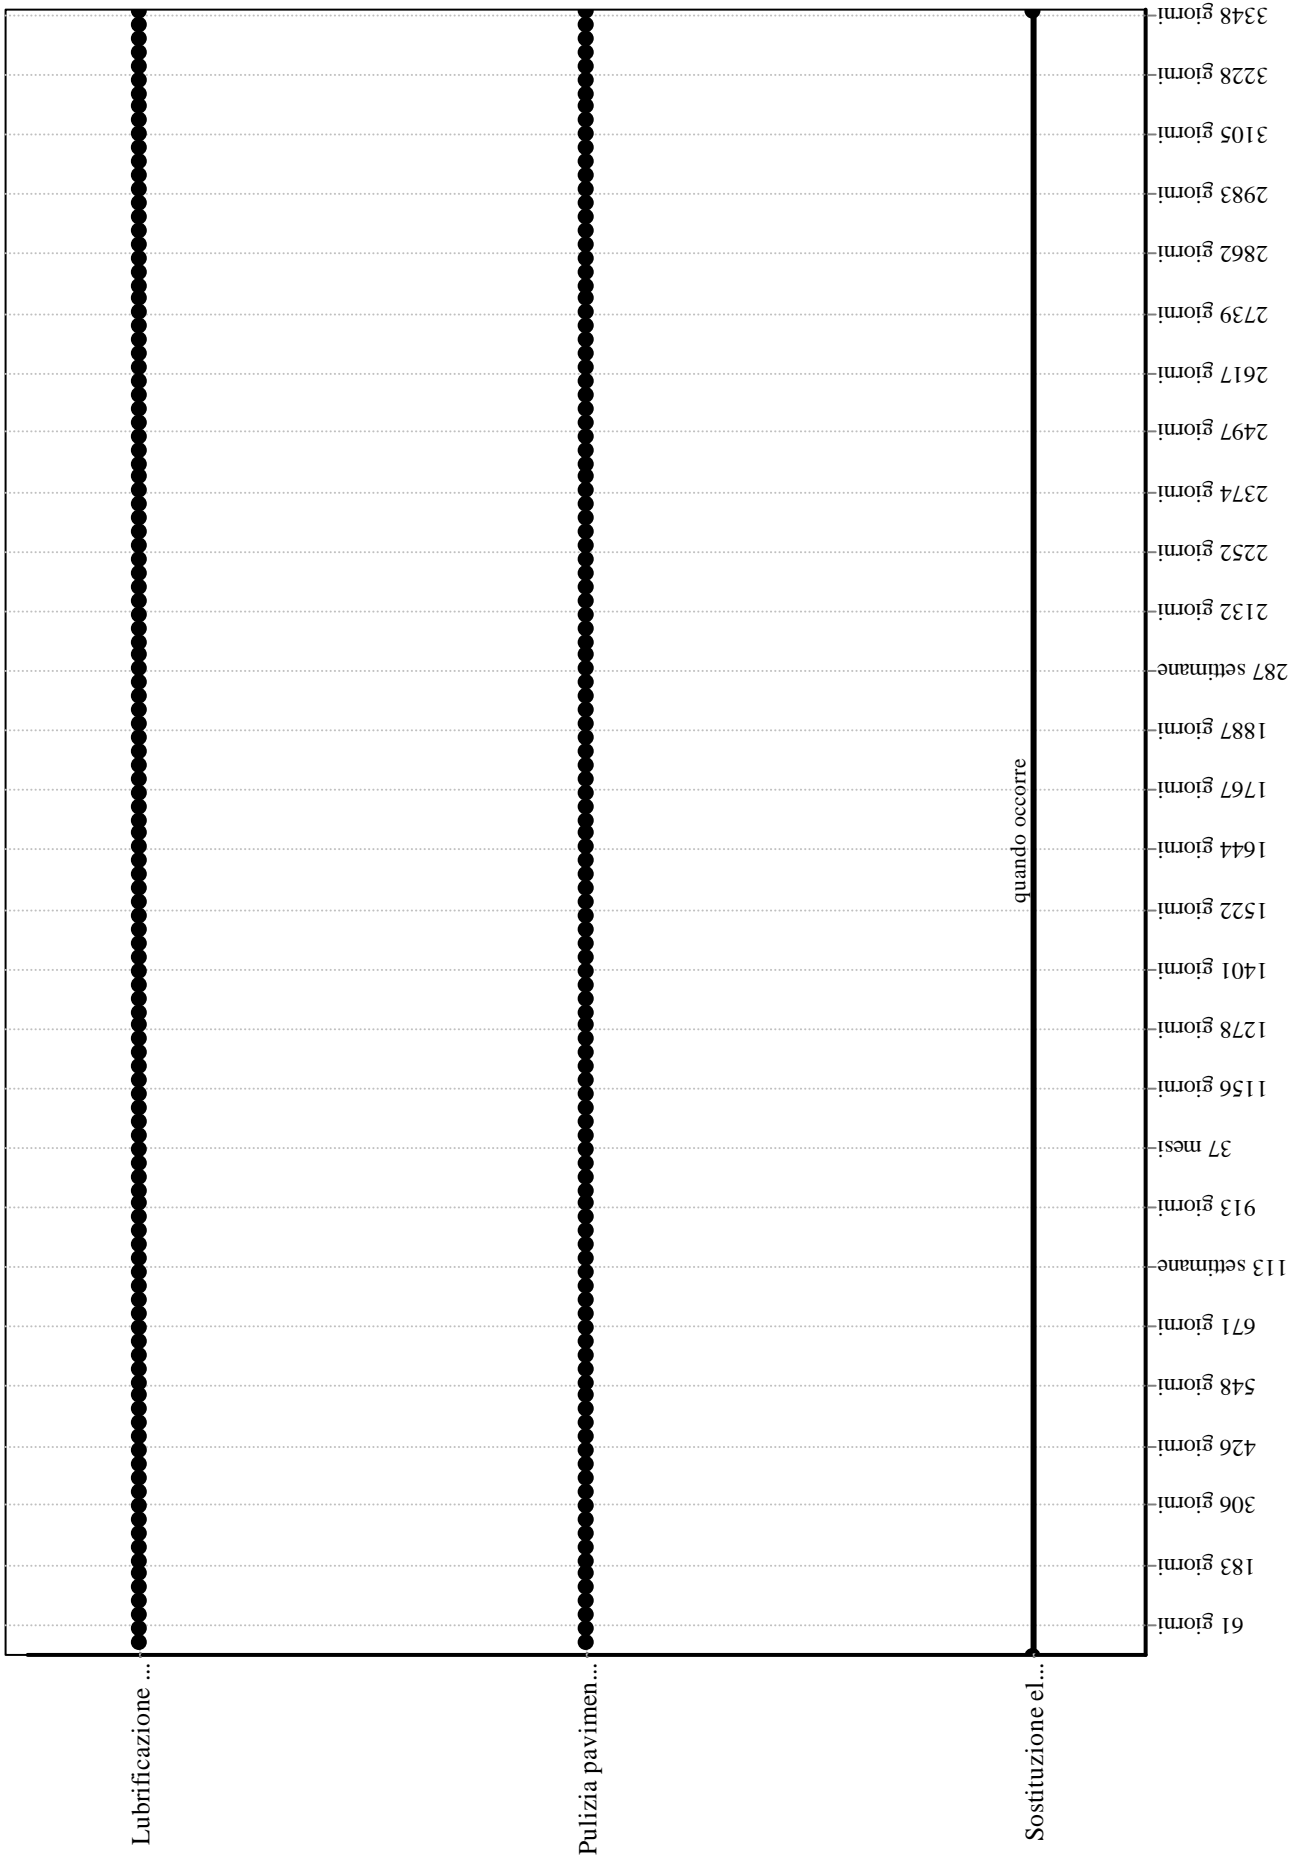 Lubrificazione ...
Pulizia pavimen...
Sostituzione el...
quando occorre
61 giorni
183 giorni
306 giorni
426 giorni
548 giorni
671 giorni
113 settimane
913 giorni
37 mesi
1156 giorni
1278 giorni
1401 giorni
1522 giorni
1644 giorni
1767 giorni
1887 giorni
287 settimane
2132 giorni
2252 giorni
2374 giorni
2497 giorni
2617 giorni
2739 giorni
2862 giorni
2983 giorni
3105 giorni
3228 giorni
3348 giorni